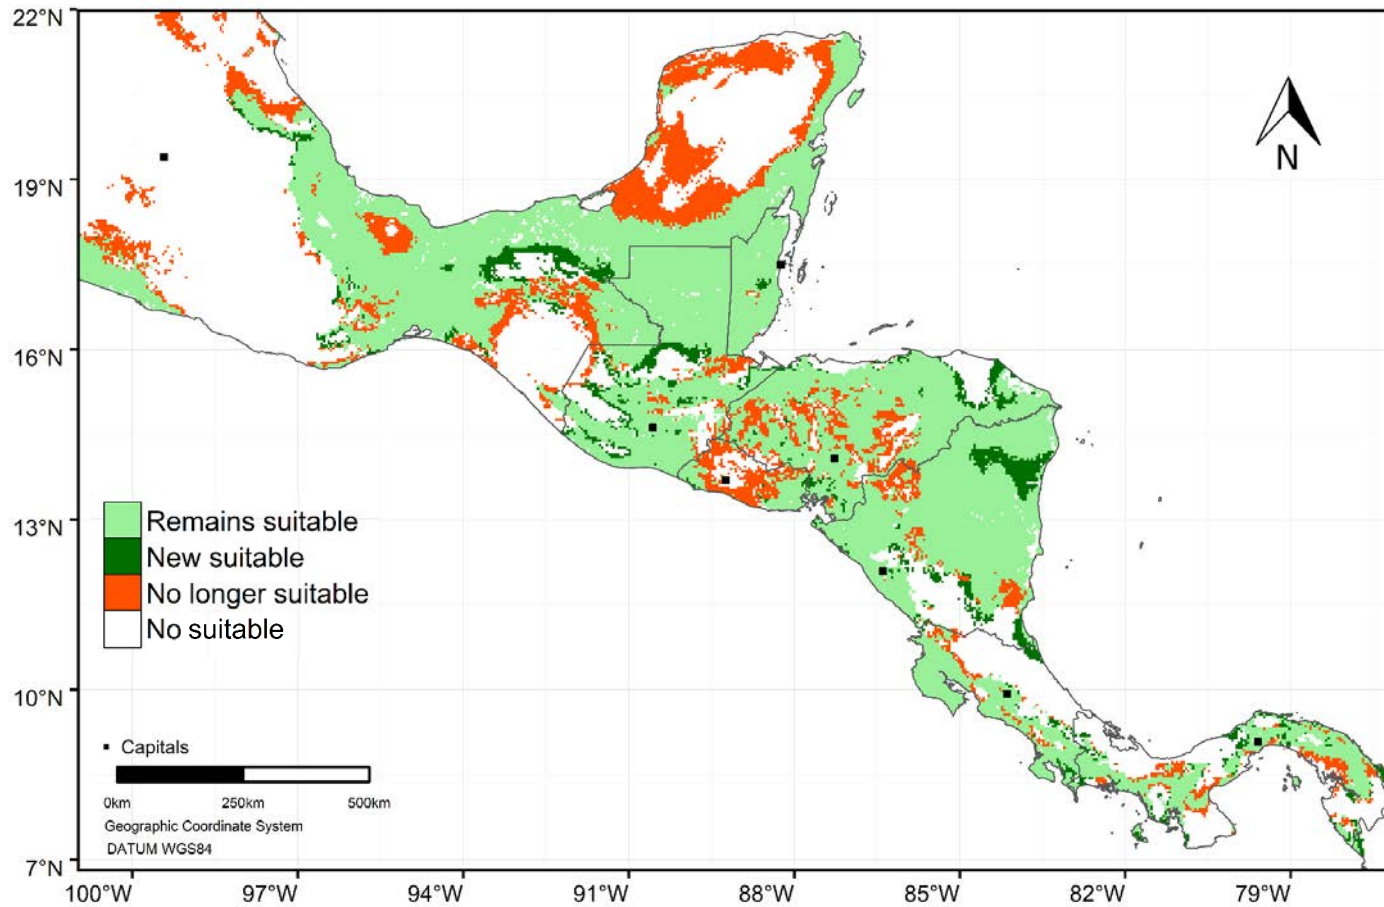 22°N
19°N
16°N
13°N
10°N
7°N
N
Remains suitable
New suitable
No longer suitable
No suitable
Capitals
0km 250km 500km
Geographic Coordinate System
DATUM WGS84
100°W 97°W 94°W 91°W 88°W 85°W 82°W 79°W